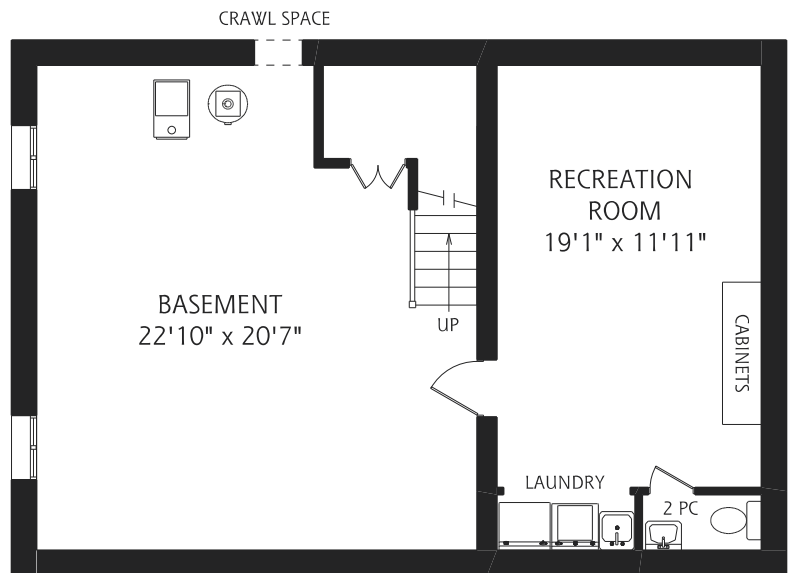 CRAWL SPACE
RECREATION
ROOM
19'1" x 11'11"
BASEMENT
22'10" x 20'7"
UP
CABINETS
LAUNDRY
2 PC